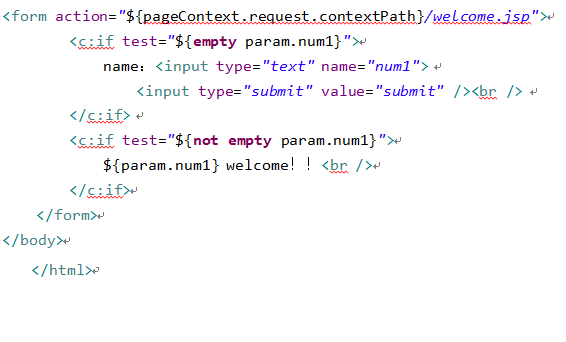 <form action="${pageContext.request.contextPath}/welcome.jsp">↵
<c:if test="${empty param.num1}">↵
name：<input type="text" name="num1">↵
<input type="submit" value="submit" /><br />↵
</c:if>↵
<c:if test="${not empty param.num1}">↵
${param.num1} welcome！！<br />↵
</c:if>↵
</form>↵
</body>↵
</html>↵